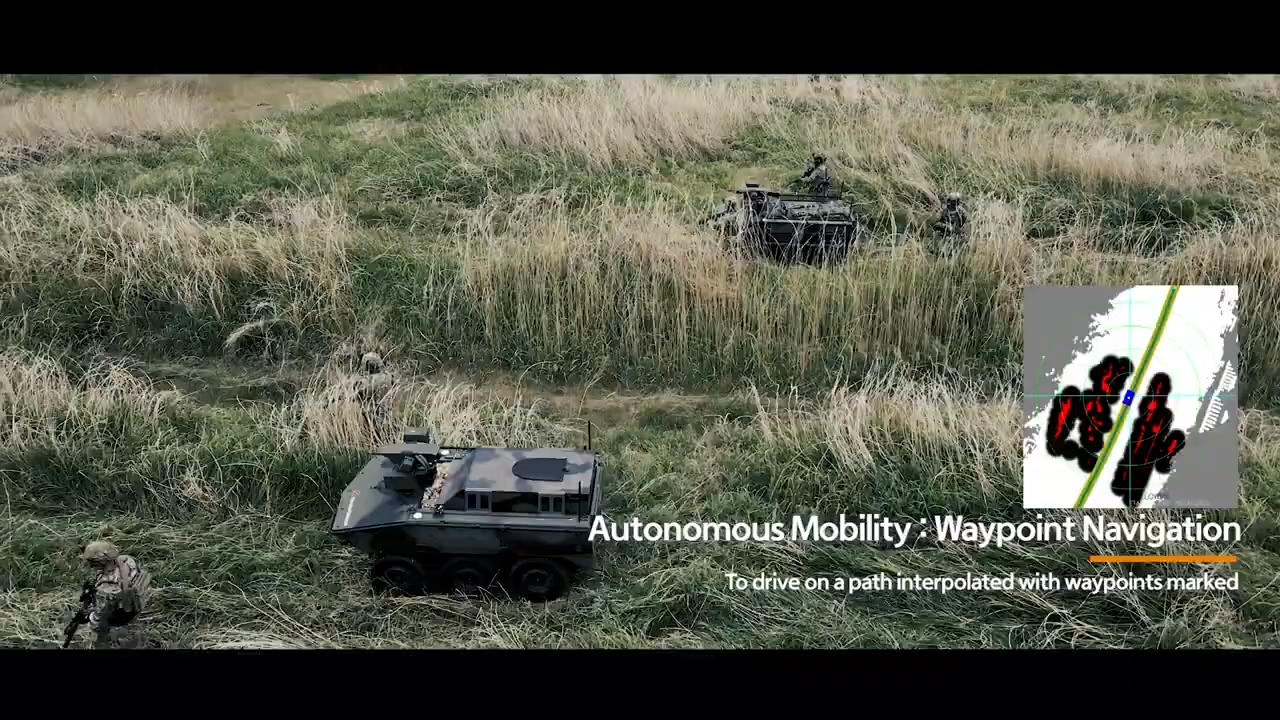 Autonomous Mobility : Waypoint Navigation
To drive on a path interpolated with waypoints marked